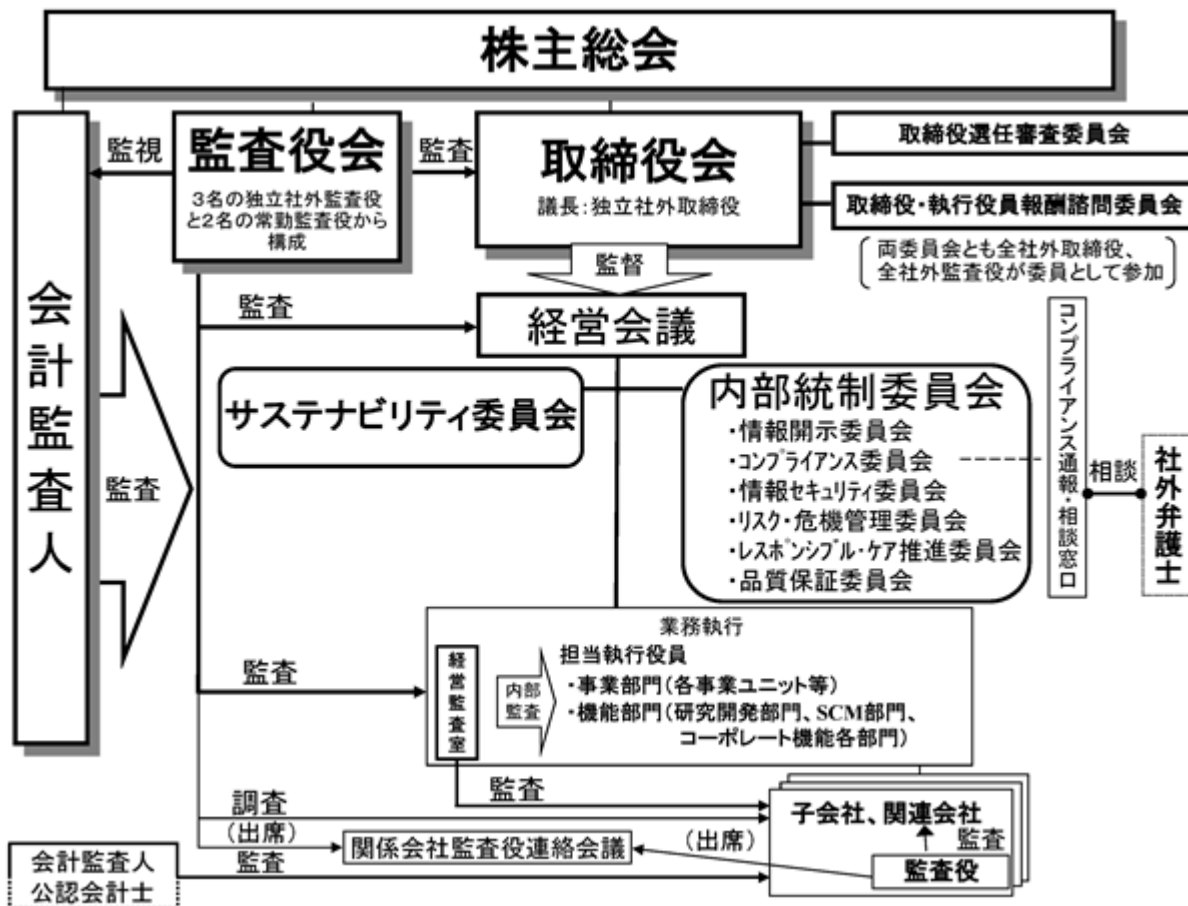 株主総会
会計監査人
監視
監査役会
3名の独立社外監査役
と2名の常勤監査役から
構成
監査
取締役会
議長:独立社外取締役
取締役選任審査委員会
取締役・執行役員報酬諮問委員会
両委員会とも全社外取締役、
全社外監査役が委員として参加
監督
監査
経営会議
サステナビリティ委員会
内部統制委員会
・情報開示委員会
・コンプライアンス委員会
・情報セキュリティ委員会
・リスク・危機管理委員会
・レスポンシブル・ケア推進委員会
・品質保証委員会
コンプライアンス通報・相談窓口
相談
社外弁護士
監査
業務執行
監査
経営監査室
内部
監査
担当執行役員
・事業部門(各事業ユニット等)
・機能部門(研究開発部門、SCM部門、
コーポレート機能各部門)
監査
調査
(出席)
関係会社監査役連絡会議
(出席)
子会社、関連会社
監査
監査役
会計監査人
公認会計士
監査